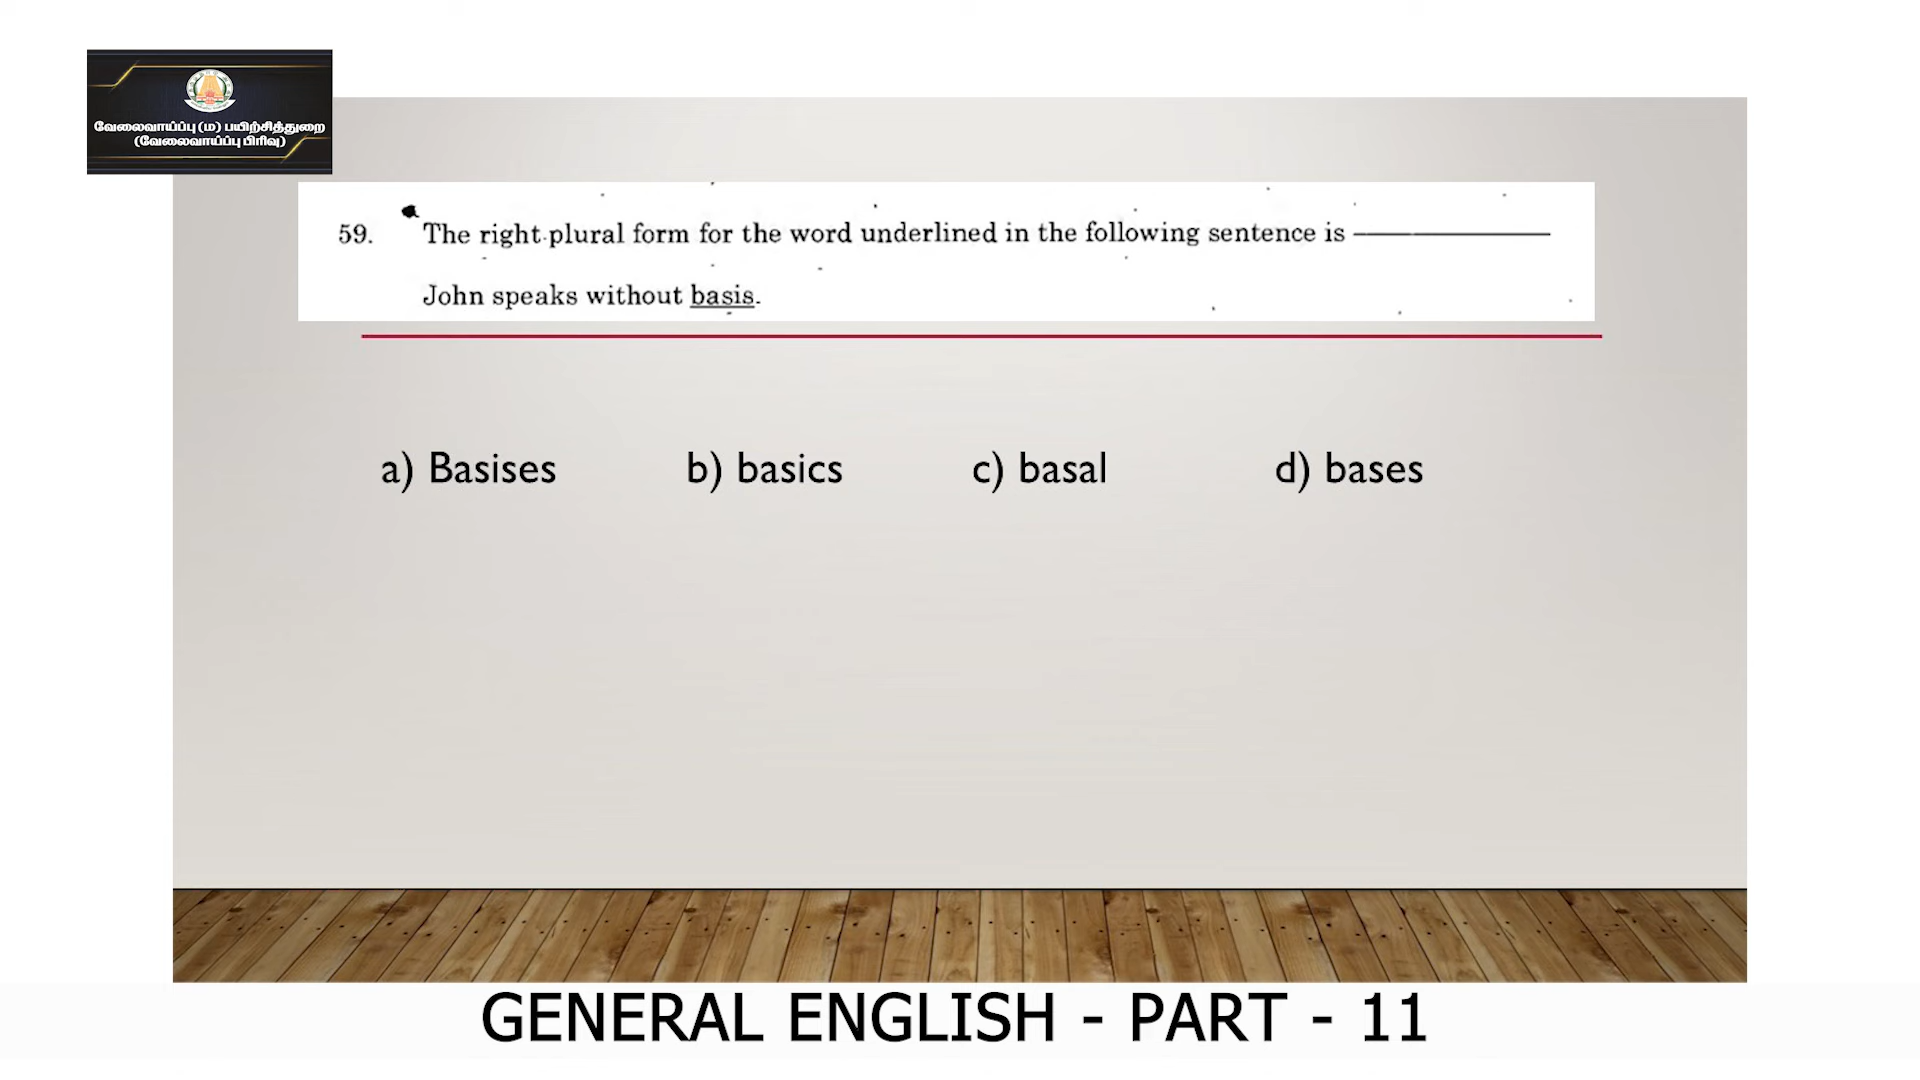 வேலைவாய்ப்பு (ம) பயிற்சித்துறை
(வேலைவாய்ப்பு பிரிவு)
59. The right plural form for the word underlined in the following sentence is
John speaks without basis.
a) Basises b) basics c) basal d) bases
GENERAL ENGLISH - PART - 11